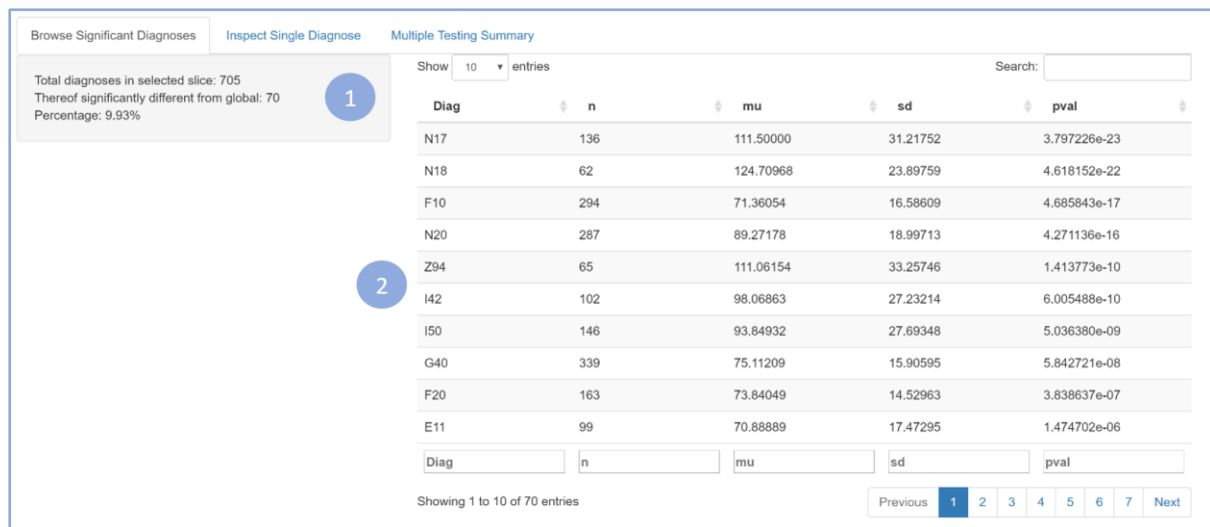 Browse Significant Diagnoses Inspect Single Diagnose Multiple Testing Summary
Total diagnoses in selected slice: 705
Thereof significantly different from global: 70
Percentage: 9.93%
1
Show 10 entries Search:
Diag n mu sd pval
N17 136 111.50000 31.21752 3.797226e-23
N18 62 124.70968 23.89759 4.618152e-22
F10 294 71.36054 16.58609 4.685843e-17
N20 287 89.27178 18.99713 4.271136e-16
Z94 65 111.06154 33.25746 1.413773e-10
2
I42 102 98.06863 27.23214 6.005488e-10
I50 146 93.84932 27.69348 5.036380e-09
G40 339 75.11209 15.90595 5.842721e-08
F20 163 73.84049 14.52963 3.838637e-07
E11 99 70.88889 17.47295 1.474702e-06
Diag n mu sd pval
Showing 1 to 10 of 70 entries Previous 1 2 3 4 5 6 7 Next